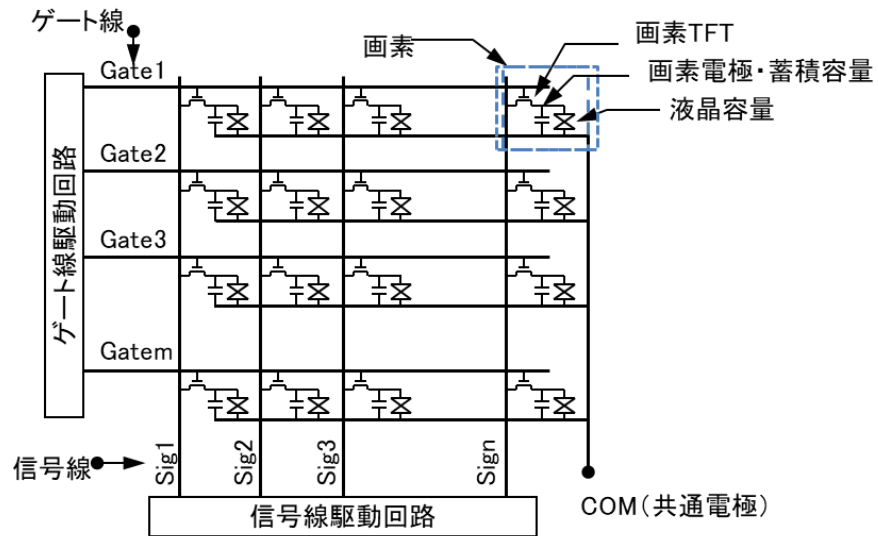 ゲート線
画素
画素TFT
画素電極・蓄積容量
液晶容量
Gate1
Gate2
Gate3
Gatem
ゲート線駆動回路
信号線
Sig1
Sig2
Sig3
Sign
信号線駆動回路
COM(共通電極)